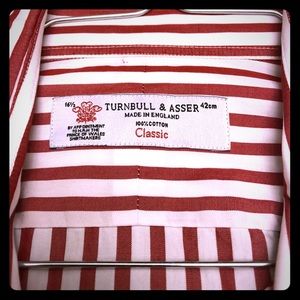 16½
TURNBULL & ASSER 42cm
MADE IN ENGLAND
100% COTTON
Classic
BY APPOINTMENT
TO H.R.H. THE
PRINCE OF WALES
SHIRTMAKERS